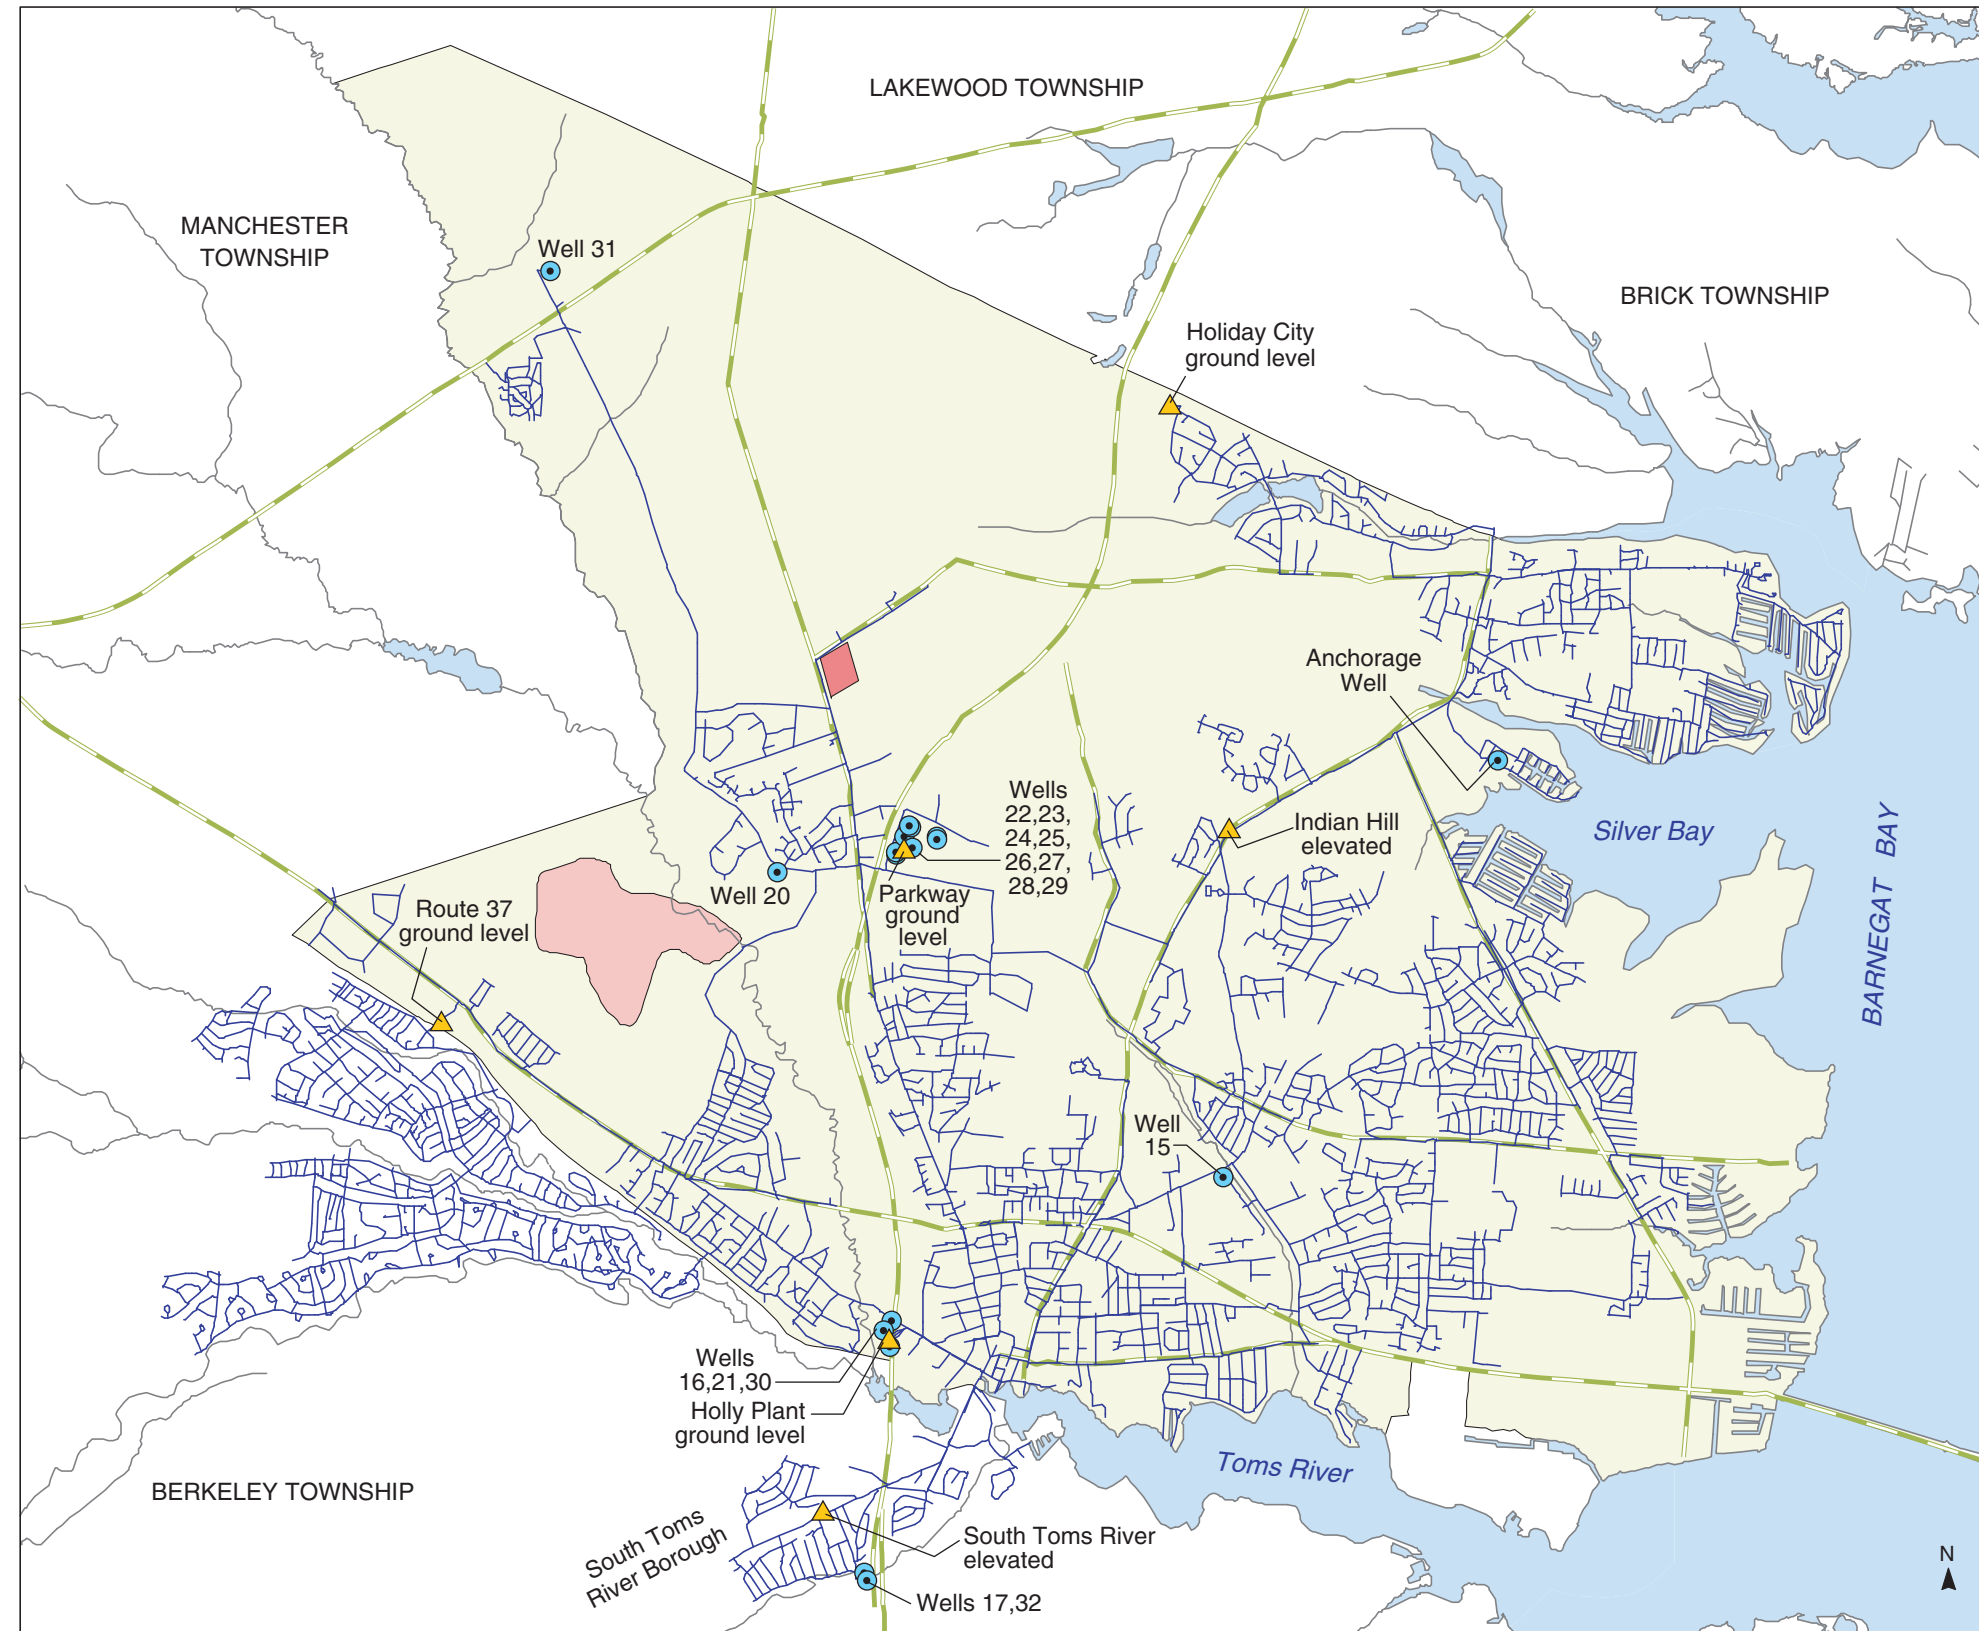 LAKEWOOD TOWNSHIP
MANCHESTER
TOWNSHIP
Well 31
BRICK TOWNSHIP
Holiday City
ground level
Anchorage
Well
Wells
22,23,
24,25,
26,27,
28,29
Indian Hill
elevated
Silver Bay
BARNEGAT BAY
Well 20
Parkway
ground
level
Route 37
ground level
Well
15
Wells
16,21,30
Holly Plant
ground level
Toms River
BERKELEY TOWNSHIP
South Toms
River Borough
South Toms River
elevated
Wells 17,32
N